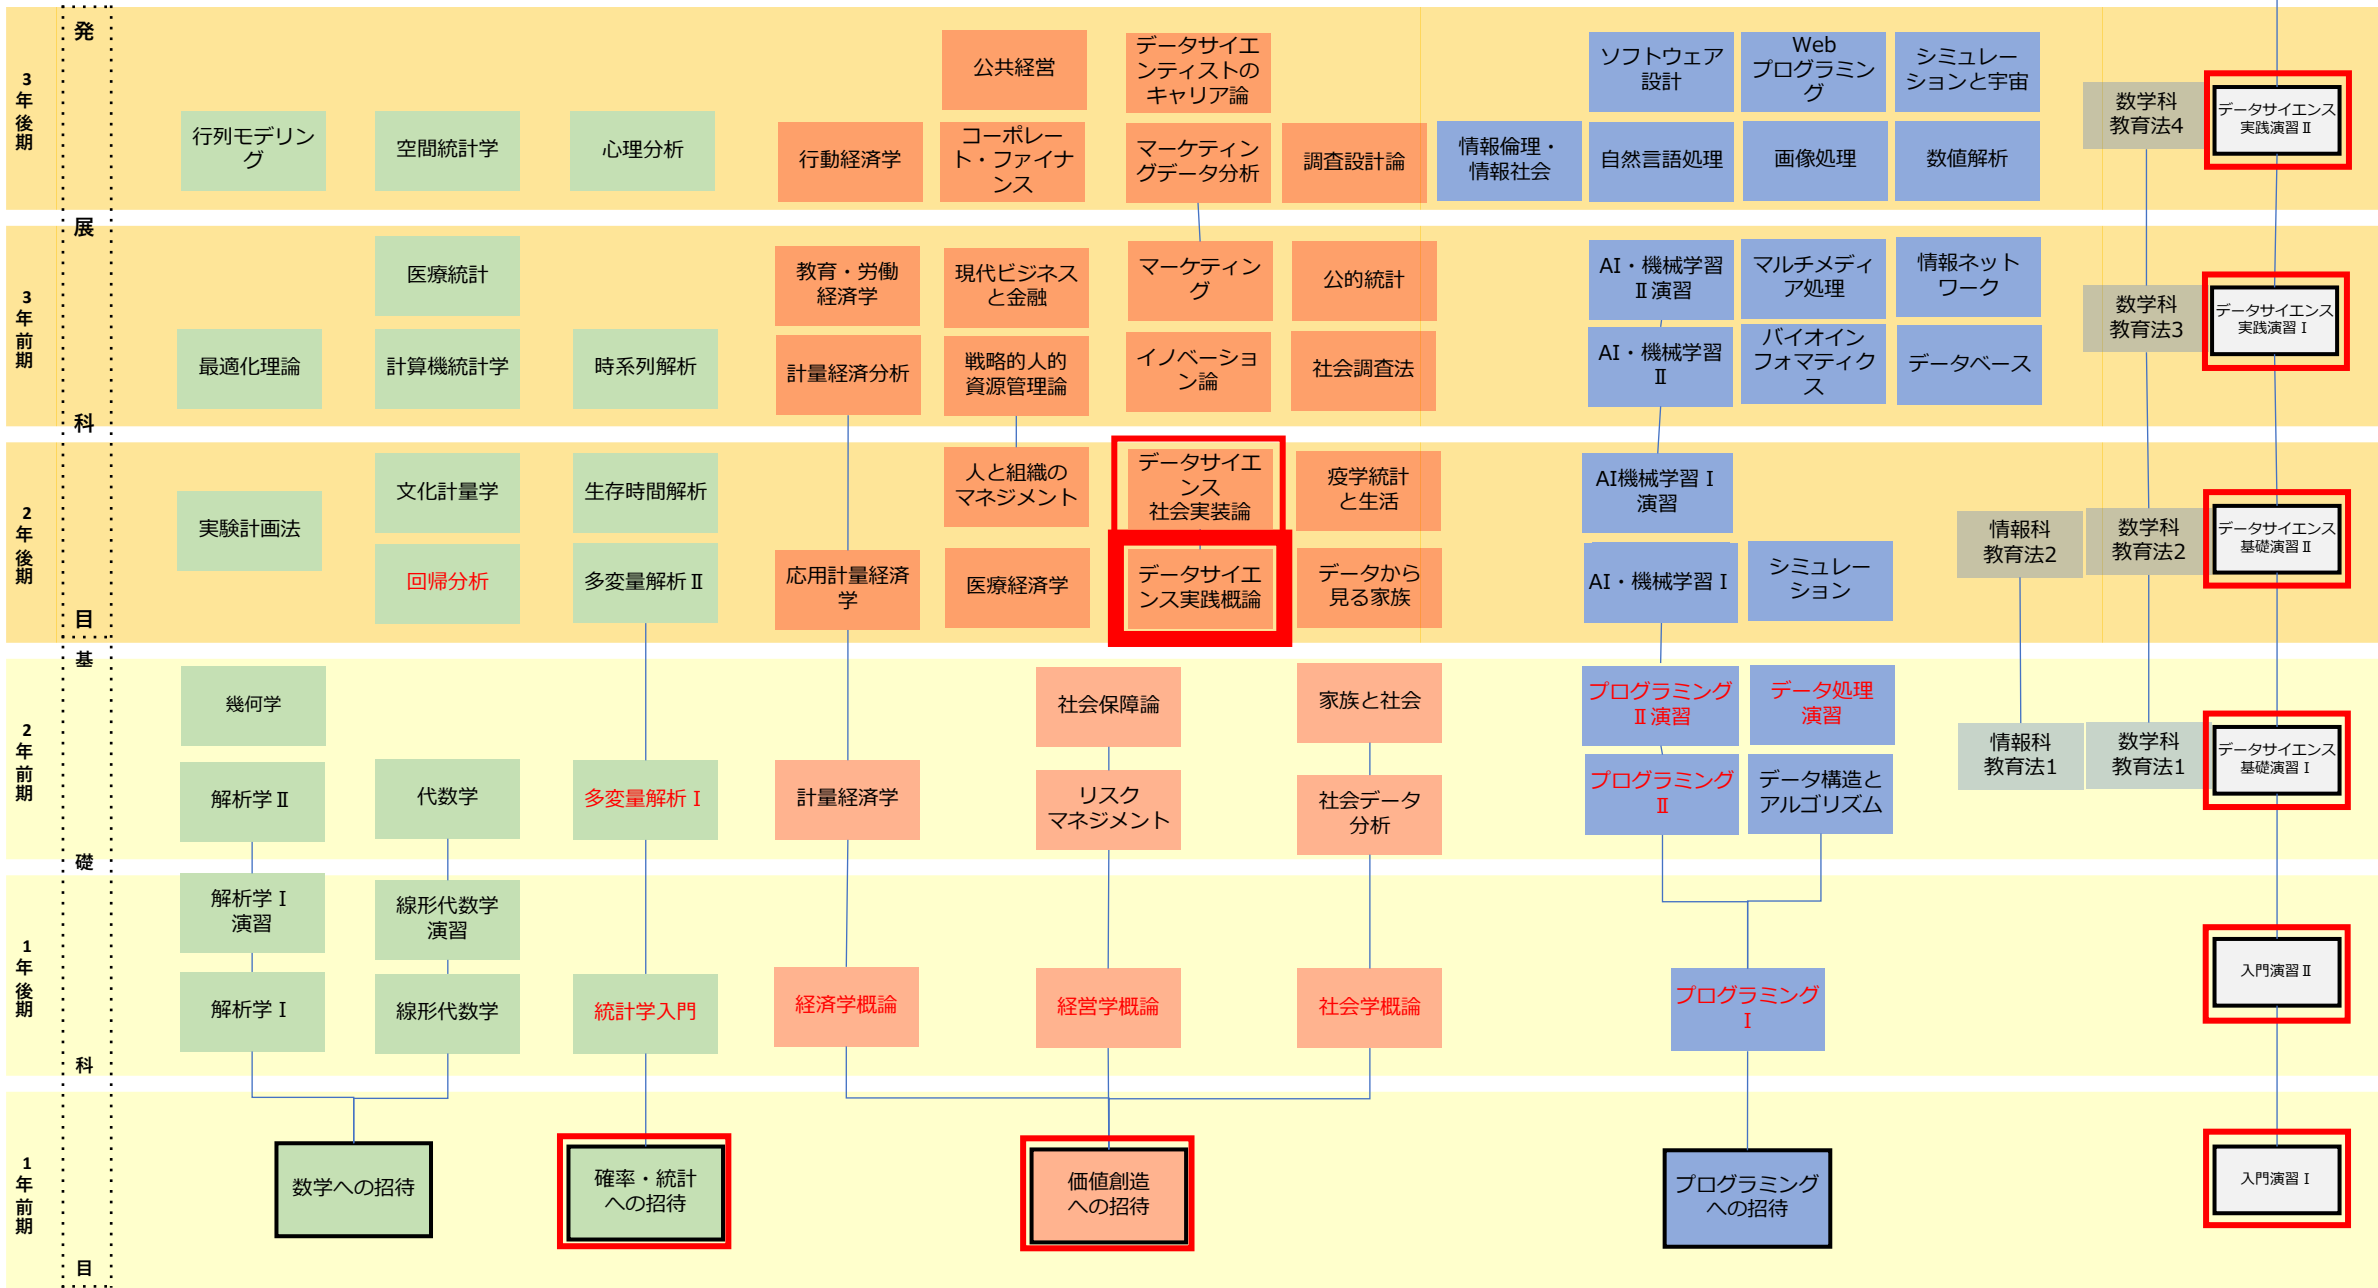 発
展
科
目
基
礎
科
目
3
年
後
期
行列モデリン
グ
空間統計学
心理分析
行動経済学
公共経営
コーポレー
ト・ファイナ
ンス
データサイエ
ンティストの
キャリア論
マーケティン
グデータ分析
調査設計論
情報倫理・
情報社会
ソフトウェア
設計
自然言語処理
Web
プログラミン
グ
画像処理
シミュレー
ションと宇宙
数値解析
数学科
教育法4
データサイエンス
実践演習Ⅱ
3
年
前
期
医療統計
最適化理論
計算機統計学
時系列解析
教育・労働
経済学
計量経済分析
現代ビジネス
と金融
戦略的人的
資源管理論
マーケティン
グ
イノベーショ
ン論
公的統計
社会調査法
AI・機械学習
Ⅱ演習
AI・機械学習
Ⅱ
マルチメディ
ア処理
バイオイン
フォマティク
ス
情報ネット
ワーク
データベース
数学科
教育法3
データサイエンス
実践演習Ⅰ
2
年
後
期
実験計画法
文化計量学
回帰分析
生存時間解析
多変量解析Ⅱ
応用計量経済
学
人と組織の
マネジメント
医療経済学
データサイエ
ンス
社会実装論
データサイエ
ンス実践概論
疫学統計
と生活
データから
見る家族
AI機械学習Ⅰ
演習
AI・機械学習Ⅰ
シミュレー
ション
情報科
教育法2
数学科
教育法2
データサイエンス
基礎演習Ⅱ
2
年
前
期
幾何学
解析学Ⅱ
代数学
多変量解析Ⅰ
計量経済学
社会保障論
リスク
マネジメント
家族と社会
社会データ
分析
プログラミング
Ⅱ演習
プログラミング
Ⅱ
データ処理
演習
データ構造と
アルゴリズム
情報科
教育法1
数学科
教育法1
データサイエンス
基礎演習Ⅰ
1
年
後
期
解析学Ⅰ
演習
解析学Ⅰ
線形代数学
演習
線形代数学
統計学入門
経済学概論
経営学概論
社会学概論
プログラミング
Ⅰ
入門演習Ⅱ
1
年
前
期
数学への招待
確率・統計
への招待
価値創造
への招待
プログラミング
への招待
入門演習Ⅰ